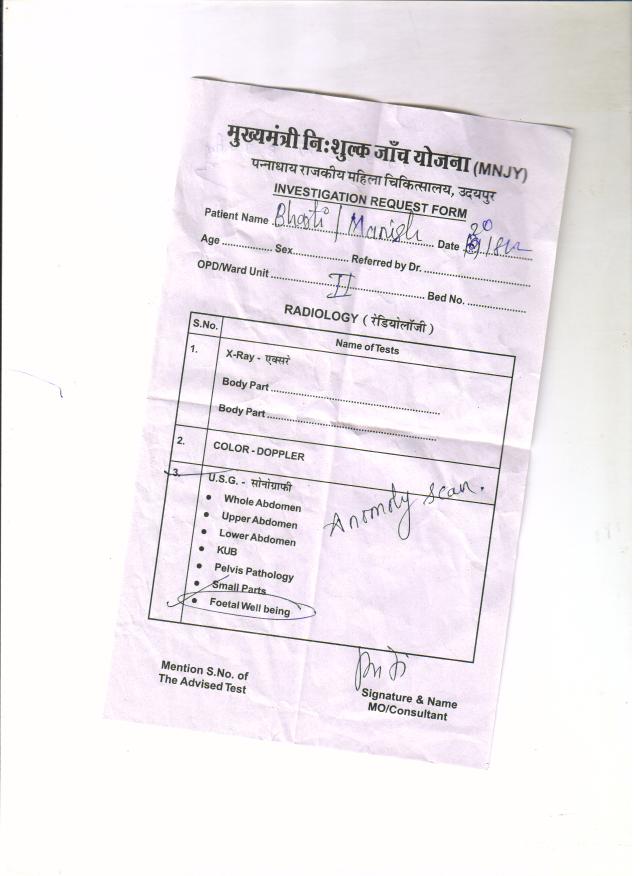 मुख्यमंत्री निःशुल्क जाँच योजना (MNJY)
पन्नाधाय राजकीय महिला चिकित्सालय, उदयपुर
INVESTIGATION REQUEST FORM
Patient Name Bharti / Manish Date 20
Age .............. Sex.............. Referred by Dr. ..............
OPD/Ward Unit .............. II .............. Bed No. ..............
RADIOLOGY ( रेडियोलॉजी )
S.No. Name of Tests
1. X-Ray - एक्सरे
Body Part ..............
Body Part ..............
2. COLOR - DOPPLER
3. U.S.G. - सोनोग्राफी
• Whole Abdomen
• Upper Abdomen
• Lower Abdomen
• KUB
• Pelvis Pathology
• Small Parts
• Foetal Well being
Anomoly scan.
Mention S.No. of
The Advised Test
Signature & Name
MO/Consultant